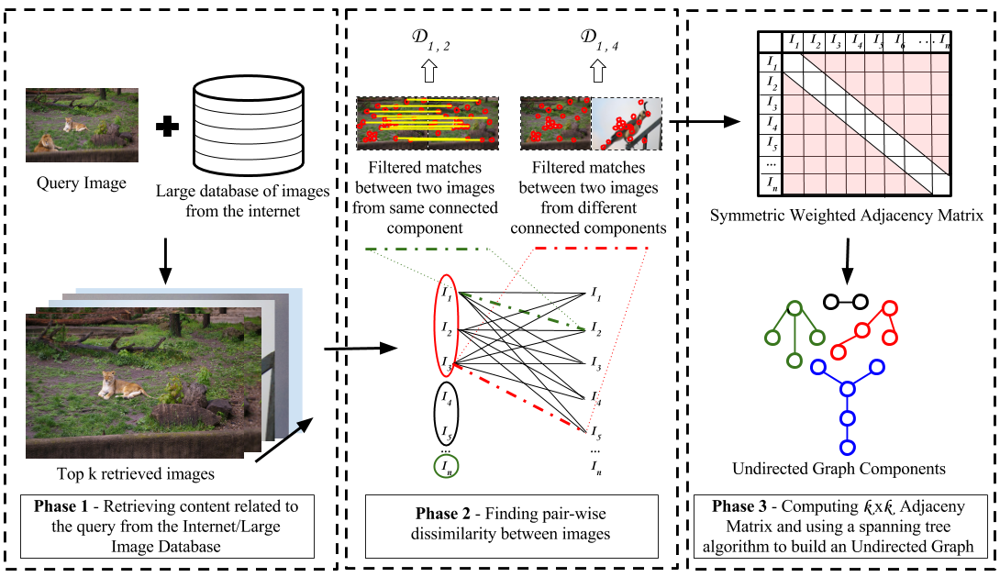 Query Image
Large database of images
from the internet
Top k retrieved images
Phase 1 - Retrieving content related to
the query from the Internet/Large
Image Database
𝒟1, 2
𝒟1, 4
Filtered matches
between two images
from same connected
component
Filtered matches
between two images
from different
connected components
I1
I2
I3
I4
I5
...
In
I1
I2
I3
I4
I5
...
In
Phase 2 - Finding pair-wise
dissimilarity between images
I1 I2 I3 I4 I5 I6 . . . In
I1
I2
I3
I4
I5
...
In
Symmetric Weighted Adjacency Matrix
Undirected Graph Components
Phase 3 - Computing kxk Adjaceny
Matrix and using a spanning tree
algorithm to build an Undirected Graph